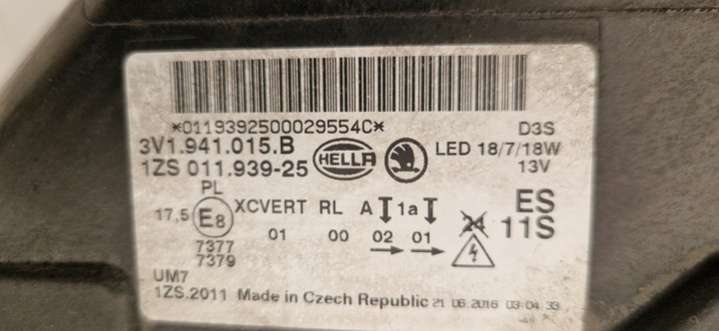 *0119392500029554C*
D3S
3V1.941.015.B HELLA LED 18/7/18W
1ZS 011.939-25 13V
PL
17,5 E8 XCVERT RL A 1a 24 ES
01 00 02 01 11S
7377
7379
UM7
1ZS.2011 Made in Czech Republic 21 06 2016 03:04:33